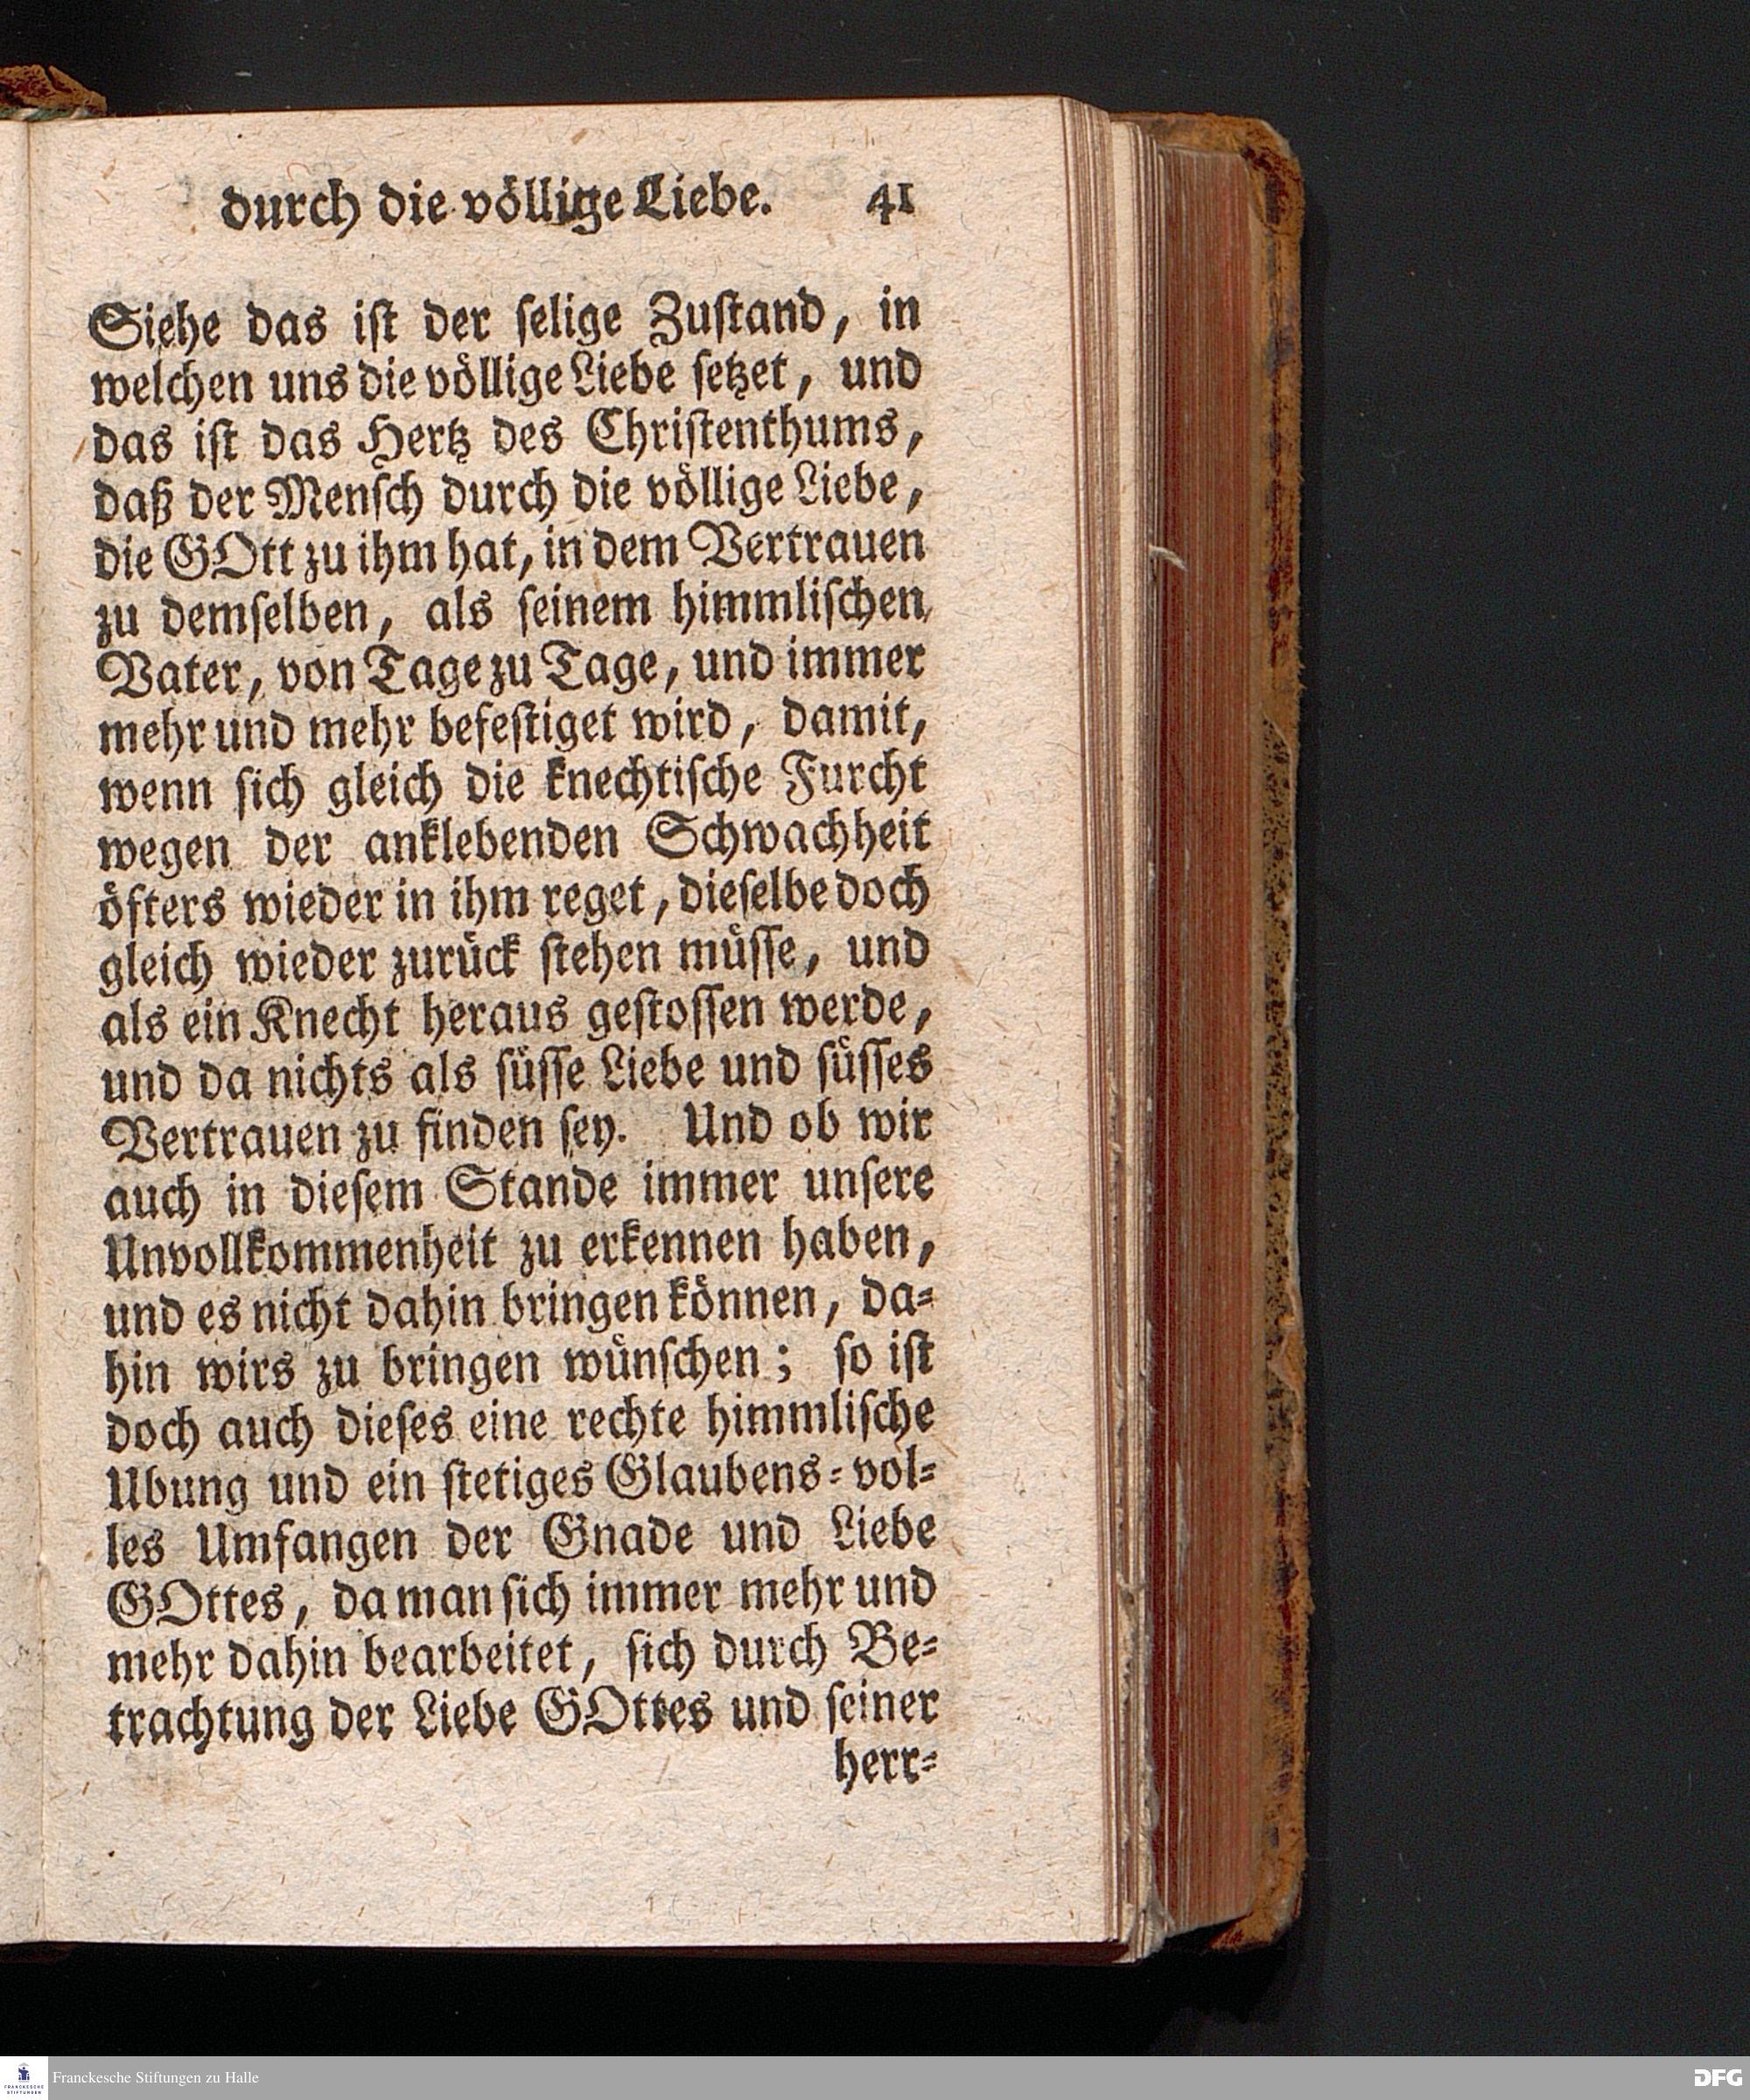 durch die völlige Liebe. 41
Siehe das ist der selige Zustand, in
welchen uns die völlige Liebe setzet, und
das ist das Hertz des Christenthums,
daß der Mensch durch die völlige Liebe,
die GOtt zu ihm hat, in dem Vertrauen
zu demselben, als seinem himmlischen
Vater, von Tage zu Tage, und immer
mehr und mehr befestiget wird, damit,
wenn sich gleich die knechtische Furcht
wegen der anklebenden Schwachheit
öfters wieder in ihm reget, dieselbe doch
gleich wieder zurück stehen müsse, und
als ein Knecht heraus gestossen werde,
und da nichts als süsse Liebe und süsses
Vertrauen zu finden sey. Und ob wir
auch in diesem Stande immer unsere
Unvollkommenheit zu erkennen haben,
und es nicht dahin bringen können, da-
hin wirs zu bringen wünschen; so ist
doch auch dieses eine rechte himmlische
Ubung und ein stetiges Glaubens-vol-
les Umfangen der Gnade und Liebe
GOttes, da man sich immer mehr und
mehr dahin bearbeitet, sich durch Be-
trachtung der Liebe GOttes und seiner
herr-
FRANCKESCHE
STIFTUNGEN
Franckesche Stiftungen zu Halle
DFG